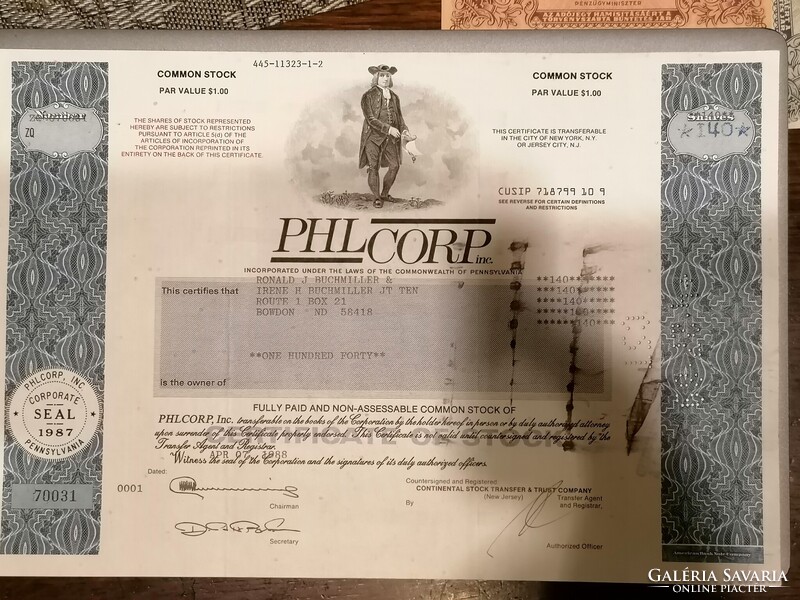 PÉNZÜGYMINISZTER
445-11323-1-2
COMMON STOCK
PAR VALUE $1.00
COMMON STOCK
PAR VALUE $1.00
ZQ
*140*
THE SHARES OF STOCK REPRESENTED
HEREBY ARE SUBJECT TO RESTRICTIONS
PURSUANT TO ARTICLE 5(d) OF THE
ARTICLES OF INCORPORATION OF
THE CORPORATION REPRINTED IN ITS
ENTIRETY ON THE BACK OF THIS CERTIFICATE.
THIS CERTIFICATE IS TRANSFERABLE
IN THE CITY OF NEW YORK, N.Y.
OR JERSEY CITY, N.J.
CUSIP 718799 10 9
SEE REVERSE FOR CERTAIN DEFINITIONS
AND RESTRICTIONS
PHLCORP inc.
INCORPORATED UNDER THE LAWS OF THE COMMONWEALTH OF PENNSYLVANIA
This certifies that
RONALD J BUCHMILLER &
IRENE H BUCHMILLER JT TEN
ROUTE 1 BOX 21
BOWDON ND 58418
**140******
***140*****
****140****
*****140***
******140**
**ONE HUNDRED FORTY**
is the owner of
FULLY PAID AND NON-ASSESSABLE COMMON STOCK OF
PHLCORP, Inc. transferable on the books of the Corporation by the holder hereof in person or by duly authorized attorney
upon surrender of this Certificate properly endorsed. This Certificate is not valid until countersigned and registered by the
Transfer Agent and Registrar.
Witness the seal of the Corporation and the signatures of its duly authorized officers.
Dated:
APR 07 1988
PHLCORP, INC.
CORPORATE
SEAL
1987
PENNSYLVANIA
70031
0001
Chairman
Secretary
Countersigned and Registered
CONTINENTAL STOCK TRANSFER & TRUST COMPANY
(New Jersey)
Transfer Agent
and Registrar,
By
Authorized Officer
American Bank Note Company
GALÉRIA SAVARIA
ONLINE PIACTÉR